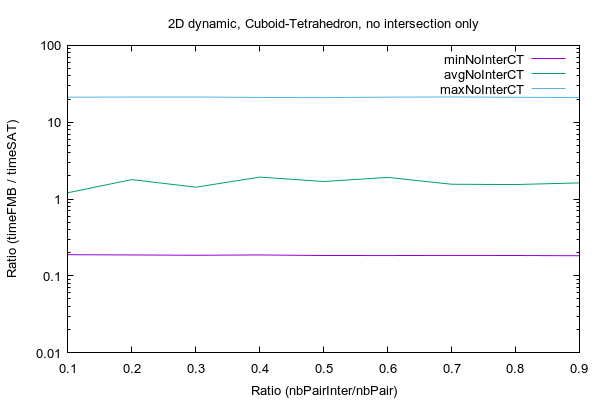 2D dynamic, Cuboid-Tetrahedron, no intersection only
100
10
1
0.1
0.01
Ratio (timeFMB / timeSAT)
minNoInterCT
avgNoInterCT
maxNoInterCT
0.1 0.2 0.3 0.4 0.5 0.6 0.7 0.8 0.9
Ratio (nbPairInter/nbPair)